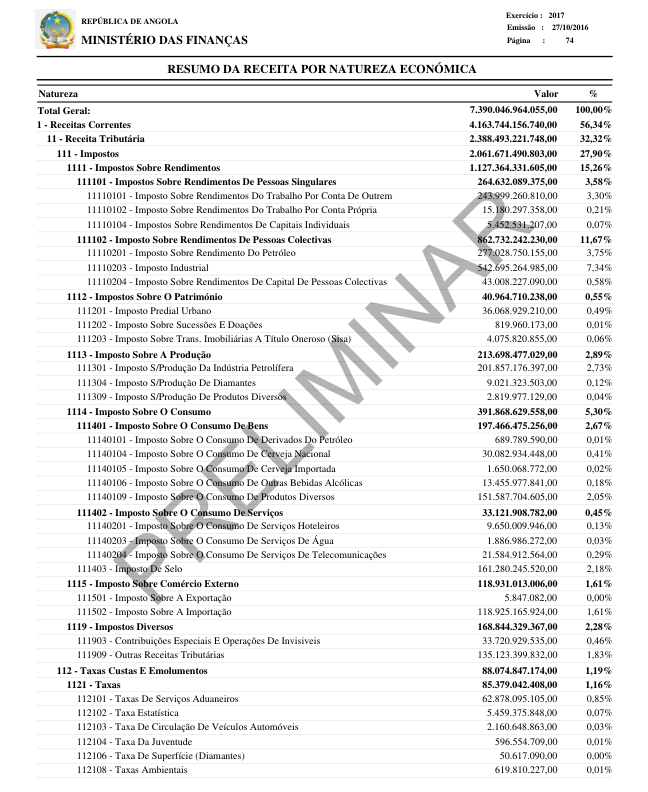 REPÚBLICA DE ANGOLA
MINISTÉRIO DAS FINANÇAS
Exercício : 2017
Emissão : 27/10/2016
Página : 74
RESUMO DA RECEITA POR NATUREZA ECONÓMICA
Natureza Valor %
Total Geral: 7.390.046.964.055,00 100,00%
1 - Receitas Correntes 4.163.744.156.740,00 56,34%
11 - Receita Tributária 2.388.493.221.748,00 32,32%
111 - Impostos 2.061.671.490.803,00 27,90%
1111 - Impostos Sobre Rendimentos 1.127.364.331.605,00 15,26%
111101 - Impostos Sobre Rendimentos De Pessoas Singulares 264.632.089.375,00 3,58%
11110101 - Imposto Sobre Rendimentos Do Trabalho Por Conta De Outrem 243.999.260.810,00 3,30%
11110102 - Imposto Sobre Rendimentos Do Trabalho Por Conta Própria 15.180.297.358,00 0,21%
11110104 - Impostos Sobre Rendimentos De Capitais Individuais 5.452.531.207,00 0,07%
111102 - Imposto Sobre Rendimentos De Pessoas Colectivas 862.732.242.230,00 11,67%
11110201 - Imposto Sobre Rendimento Do Petróleo 277.028.750.155,00 3,75%
11110203 - Imposto Industrial 542.695.264.985,00 7,34%
11110204 - Imposto Sobre Rendimentos De Capital De Pessoas Colectivas 43.008.227.090,00 0,58%
1112 - Impostos Sobre O Património 40.964.710.238,00 0,55%
111201 - Imposto Predial Urbano 36.068.929.210,00 0,49%
111202 - Imposto Sobre Sucessões E Doações 819.960.173,00 0,01%
111203 - Imposto Sobre Trans. Imobiliárias A Título Oneroso (Sisa) 4.075.820.855,00 0,06%
1113 - Imposto Sobre A Produção 213.698.477.029,00 2,89%
111301 - Imposto S/Produção Da Indústria Petrolífera 201.857.176.397,00 2,73%
111304 - Imposto S/Produção De Diamantes 9.021.323.503,00 0,12%
111309 - Imposto S/Produção De Produtos Diversos 2.819.977.129,00 0,04%
1114 - Imposto Sobre O Consumo 391.868.629.558,00 5,30%
111401 - Imposto Sobre O Consumo De Bens 197.466.475.256,00 2,67%
11140101 - Imposto Sobre O Consumo De Derivados Do Petróleo 689.789.590,00 0,01%
11140104 - Imposto Sobre O Consumo De Cerveja Nacional 30.082.934.448,00 0,41%
11140105 - Imposto Sobre O Consumo De Cerveja Importada 1.650.068.772,00 0,02%
11140106 - Imposto Sobre O Consumo De Outras Bebidas Alcólicas 13.455.977.841,00 0,18%
11140109 - Imposto Sobre O Consumo De Produtos Diversos 151.587.704.605,00 2,05%
111402 - Imposto Sobre O Consumo De Serviços 33.121.908.782,00 0,45%
11140201 - Imposto Sobre O Consumo De Serviços Hoteleiros 9.650.009.946,00 0,13%
11140203 - Imposto Sobre O Consumo De Serviços De Água 1.886.986.272,00 0,03%
11140204 - Imposto Sobre O Consumo De Serviços De Telecomunicações 21.584.912.564,00 0,29%
111403 - Imposto De Selo 161.280.245.520,00 2,18%
1115 - Imposto Sobre Comércio Externo 118.931.013.006,00 1,61%
111501 - Imposto Sobre A Exportação 5.847.082,00 0,00%
111502 - Imposto Sobre A Importação 118.925.165.924,00 1,61%
1119 - Impostos Diversos 168.844.329.367,00 2,28%
111903 - Contribuições Especiais E Operações De Invisiveis 33.720.929.535,00 0,46%
111909 - Outras Receitas Tributárias 135.123.399.832,00 1,83%
112 - Taxas Custas E Emolumentos 88.074.847.174,00 1,19%
1121 - Taxas 85.379.042.408,00 1,16%
112101 - Taxas De Serviços Aduaneiros 62.878.095.105,00 0,85%
112102 - Taxa Estatística 5.459.375.848,00 0,07%
112103 - Taxa De Circulação De Veículos Automóveis 2.160.648.863,00 0,03%
112104 - Taxa Da Juventude 596.554.709,00 0,01%
112106 - Taxa De Superfície (Diamantes) 50.617.090,00 0,00%
112108 - Taxas Ambientais 619.810.227,00 0,01%
PRELIMINAR